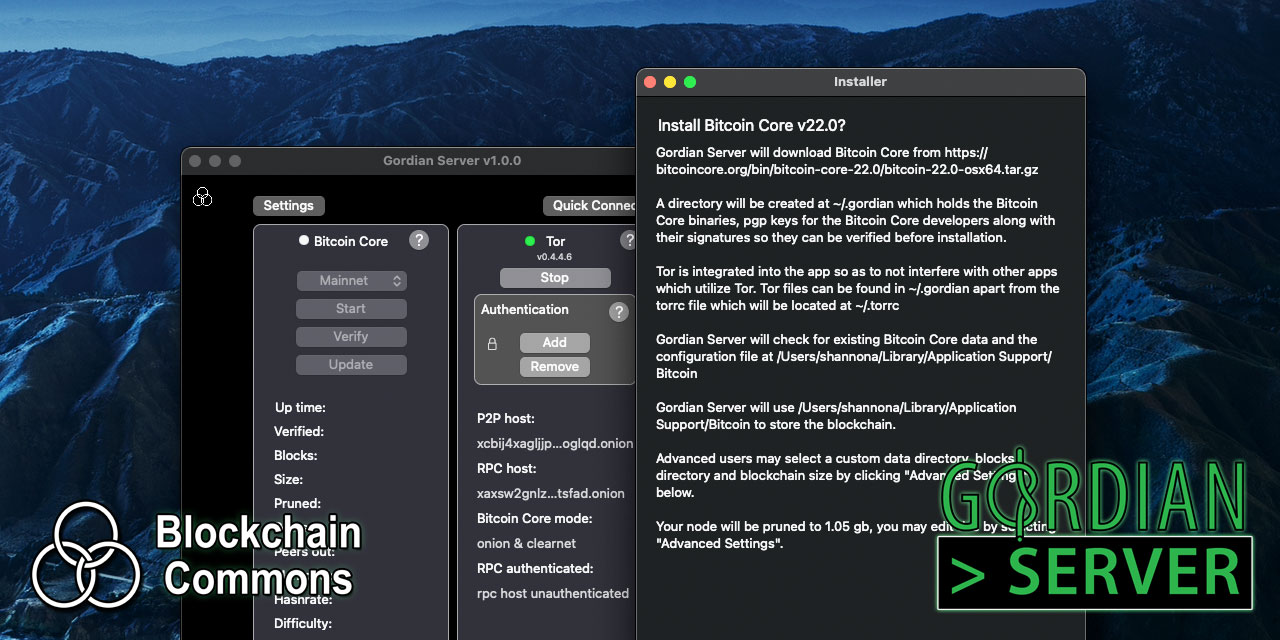 Installer
Install Bitcoin Core v22.0?
Gordian Server will download Bitcoin Core from https://
bitcoincore.org/bin/bitcoin-core-22.0/bitcoin-22.0-osx64.tar.gz
A directory will be created at ~/.gordian which holds the Bitcoin
Core binaries, pgp keys for the Bitcoin Core developers along with
their signatures so they can be verified before installation.
Tor is integrated into the app so as to not interfere with other apps
which utilize Tor. Tor files can be found in ~/.gordian apart from the
torrc file which will be located at ~/.torrc
Gordian Server will check for existing Bitcoin Core data and the
configuration file at /Users/shannona/Library/Application Support/
Bitcoin
Gordian Server will use /Users/shannona/Library/Application
Support/Bitcoin to store the blockchain.
Advanced users may select a custom data directory, blocks
directory and blockchain size by clicking "Advanced Settings"
below.
Your node will be pruned to 1.05 gb, you may edit by selecting
"Advanced Settings".
Gordian Server v1.0.0
Settings
Quick Connec
Bitcoin Core ?
Mainnet
Start
Verify
Update
Up time:
Verified:
Blocks:
Size:
Pruned:
Peers out:
Hashrate:
Difficulty:
Tor ?
v0.4.4.6
Stop
Authentication ?
Add
Remove
P2P host:
xcbij4xagljjp...oglqd.onion
RPC host:
xaxsw2gnlz...tsfad.onion
Bitcoin Core mode:
onion & clearnet
RPC authenticated:
rpc host unauthenticated
Blockchain
Commons
GORDIAN
> SERVER